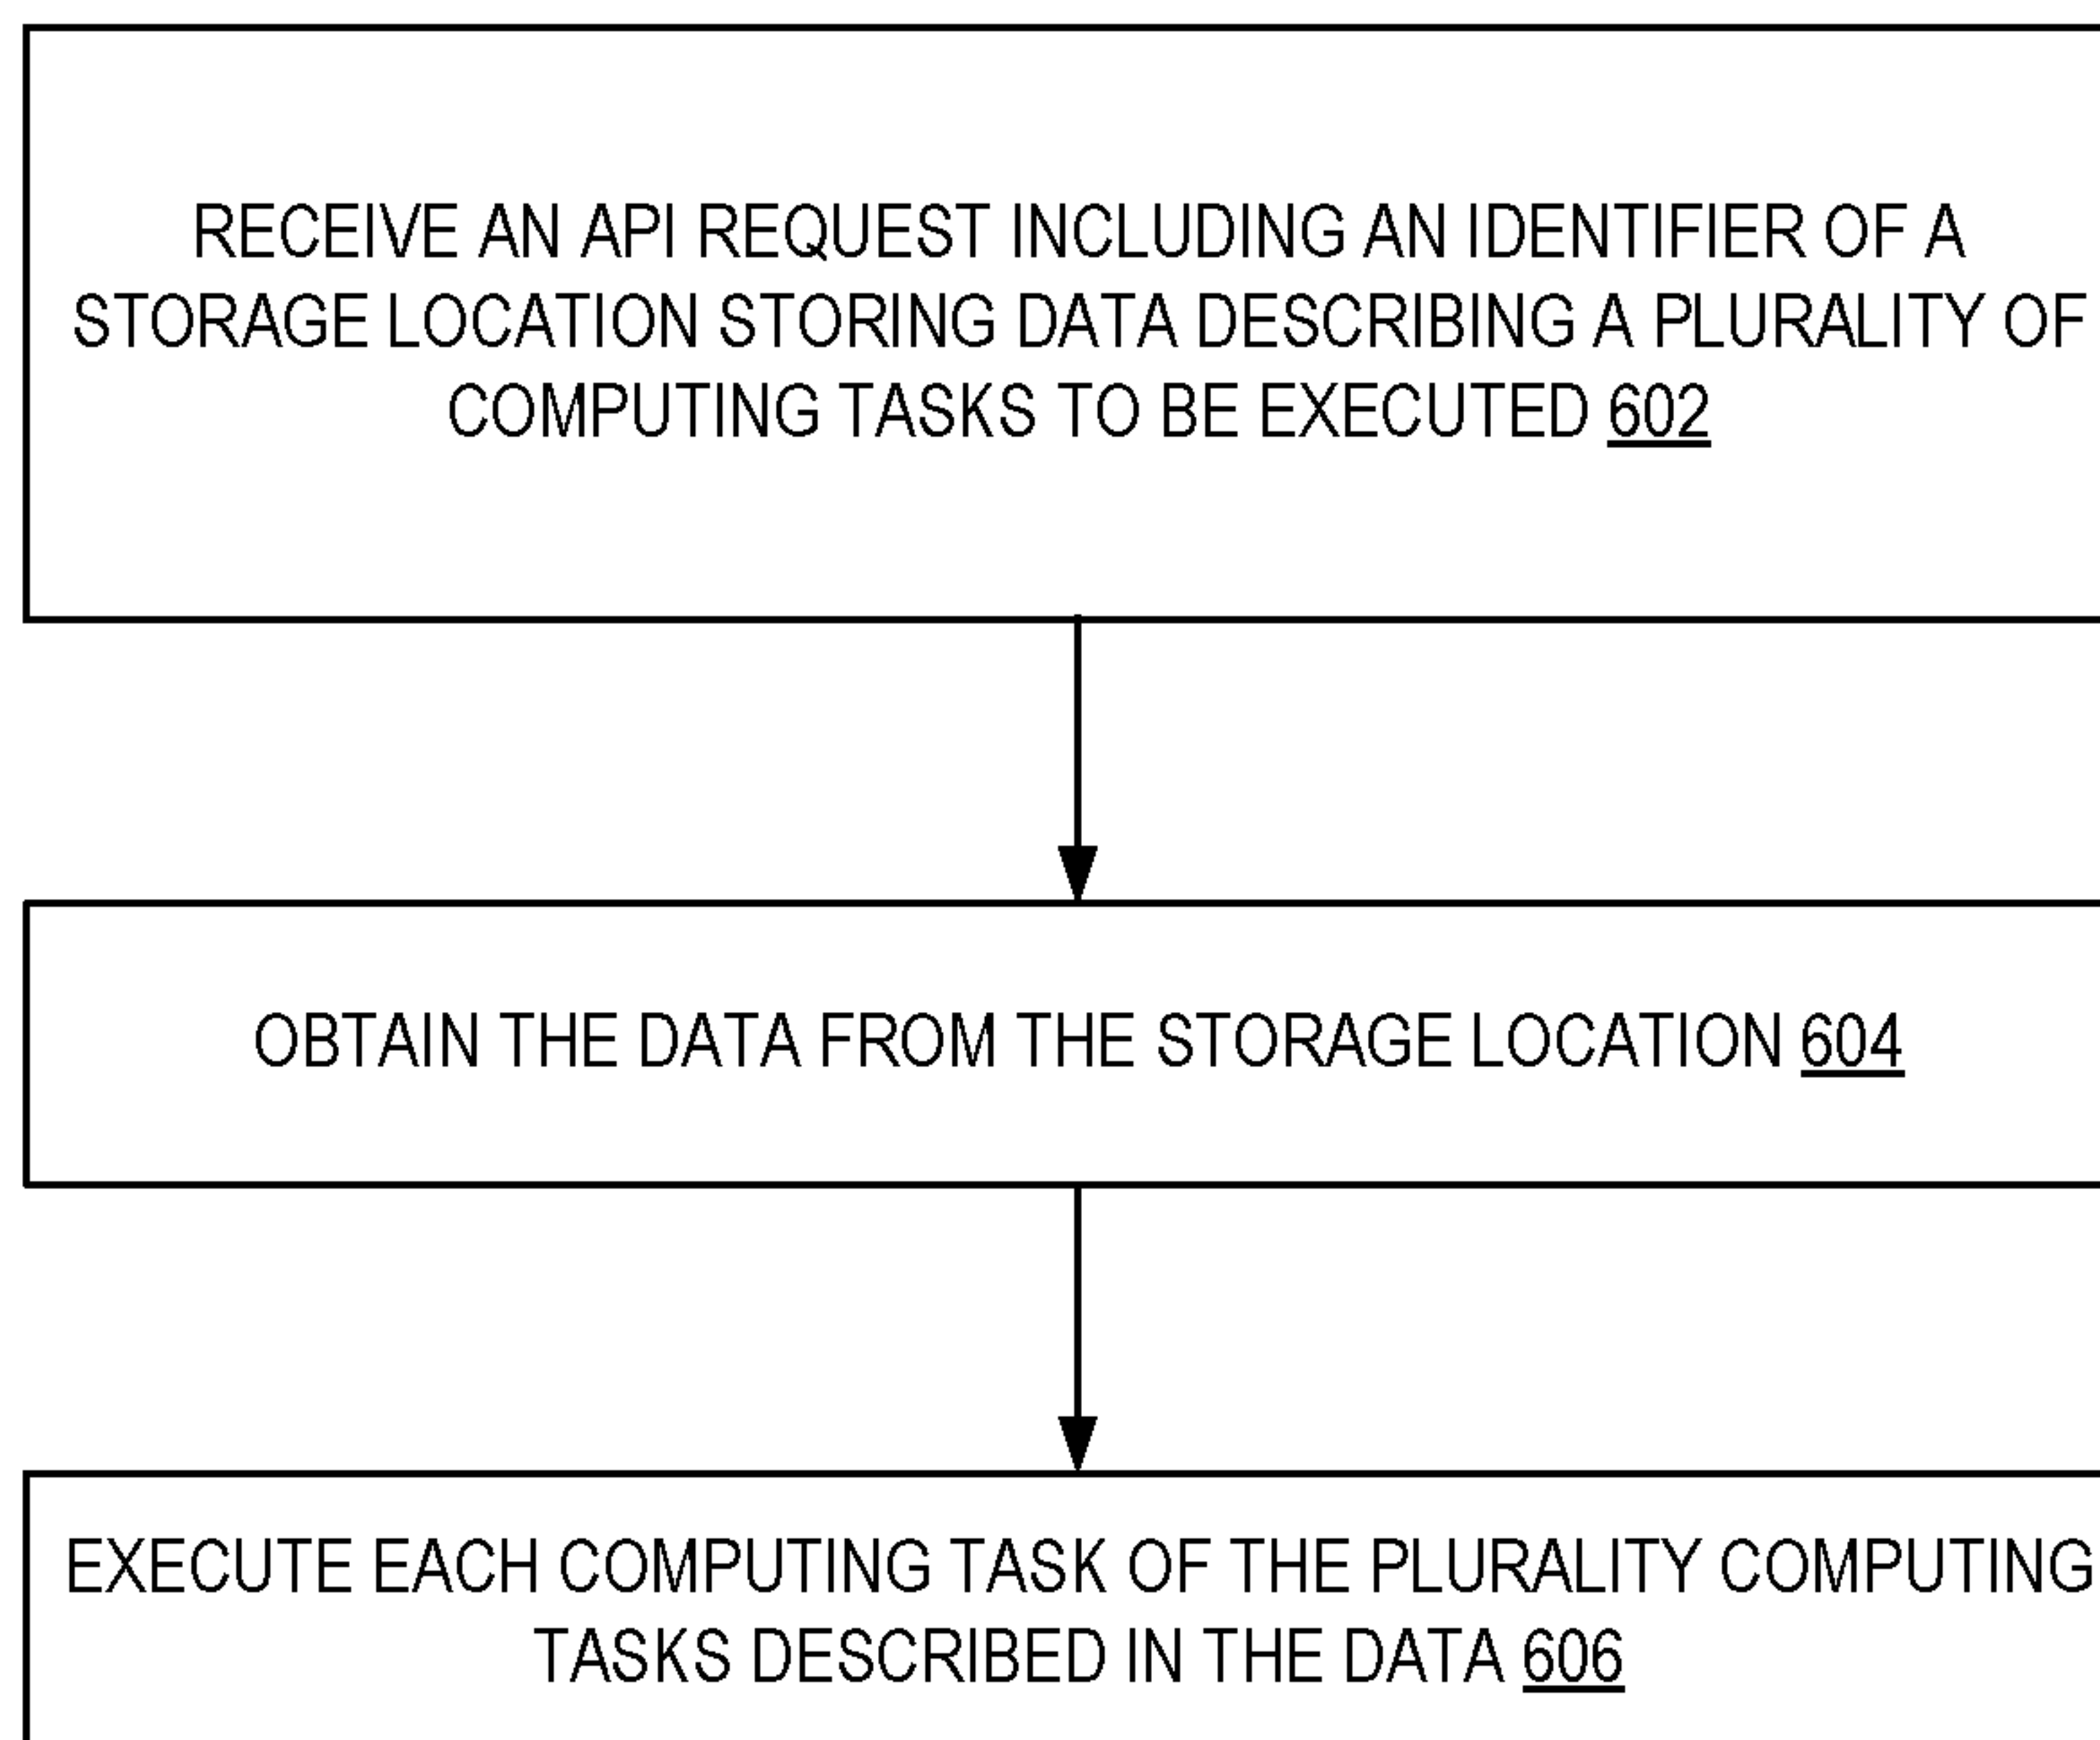 RECEIVE AN API REQUEST INCLUDING AN IDENTIFIER OF A
STORAGE LOCATION STORING DATA DESCRIBING A PLURALITY OF
COMPUTING TASKS TO BE EXECUTED 602
OBTAIN THE DATA FROM THE STORAGE LOCATION 604
EXECUTE EACH COMPUTING TASK OF THE PLURALITY COMPUTING
TASKS DESCRIBED IN THE DATA 606